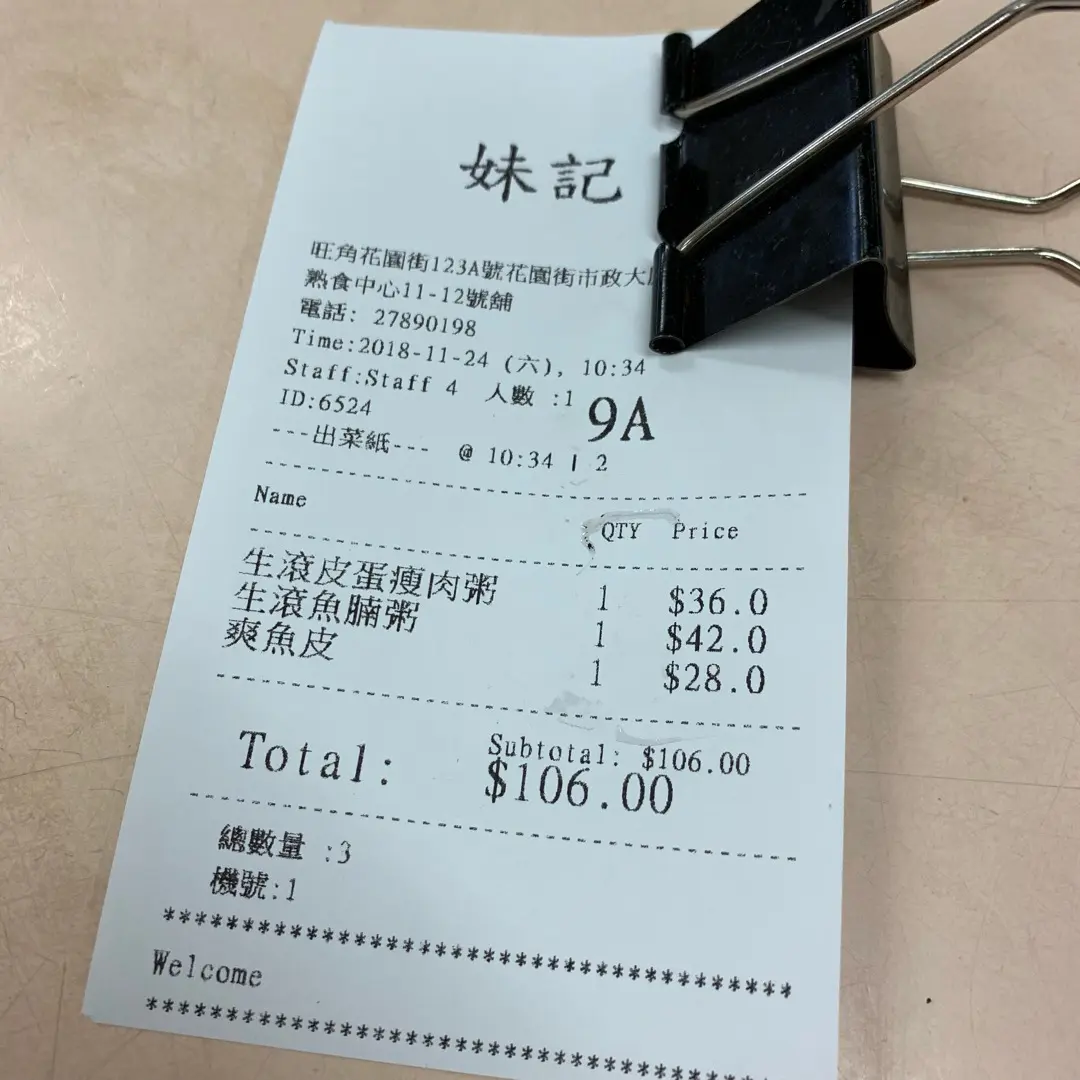 妹記
旺角花園街123A號花園街市政大
熟食中心11-12號舖
電話: 27890198
Time:2018-11-24 (六), 10:34
Staff:Staff 4 人數 :1
ID:6524 9A
---出菜紙--- @ 10:34 | 2
Name QTY Price
生滾皮蛋瘦肉粥 1 $36.0
生滾魚腩粥 1 $42.0
爽魚皮 1 $28.0
Subtotal: $106.00
Total: $106.00
總數量 :3
機號:1
****************************************
Welcome
****************************************